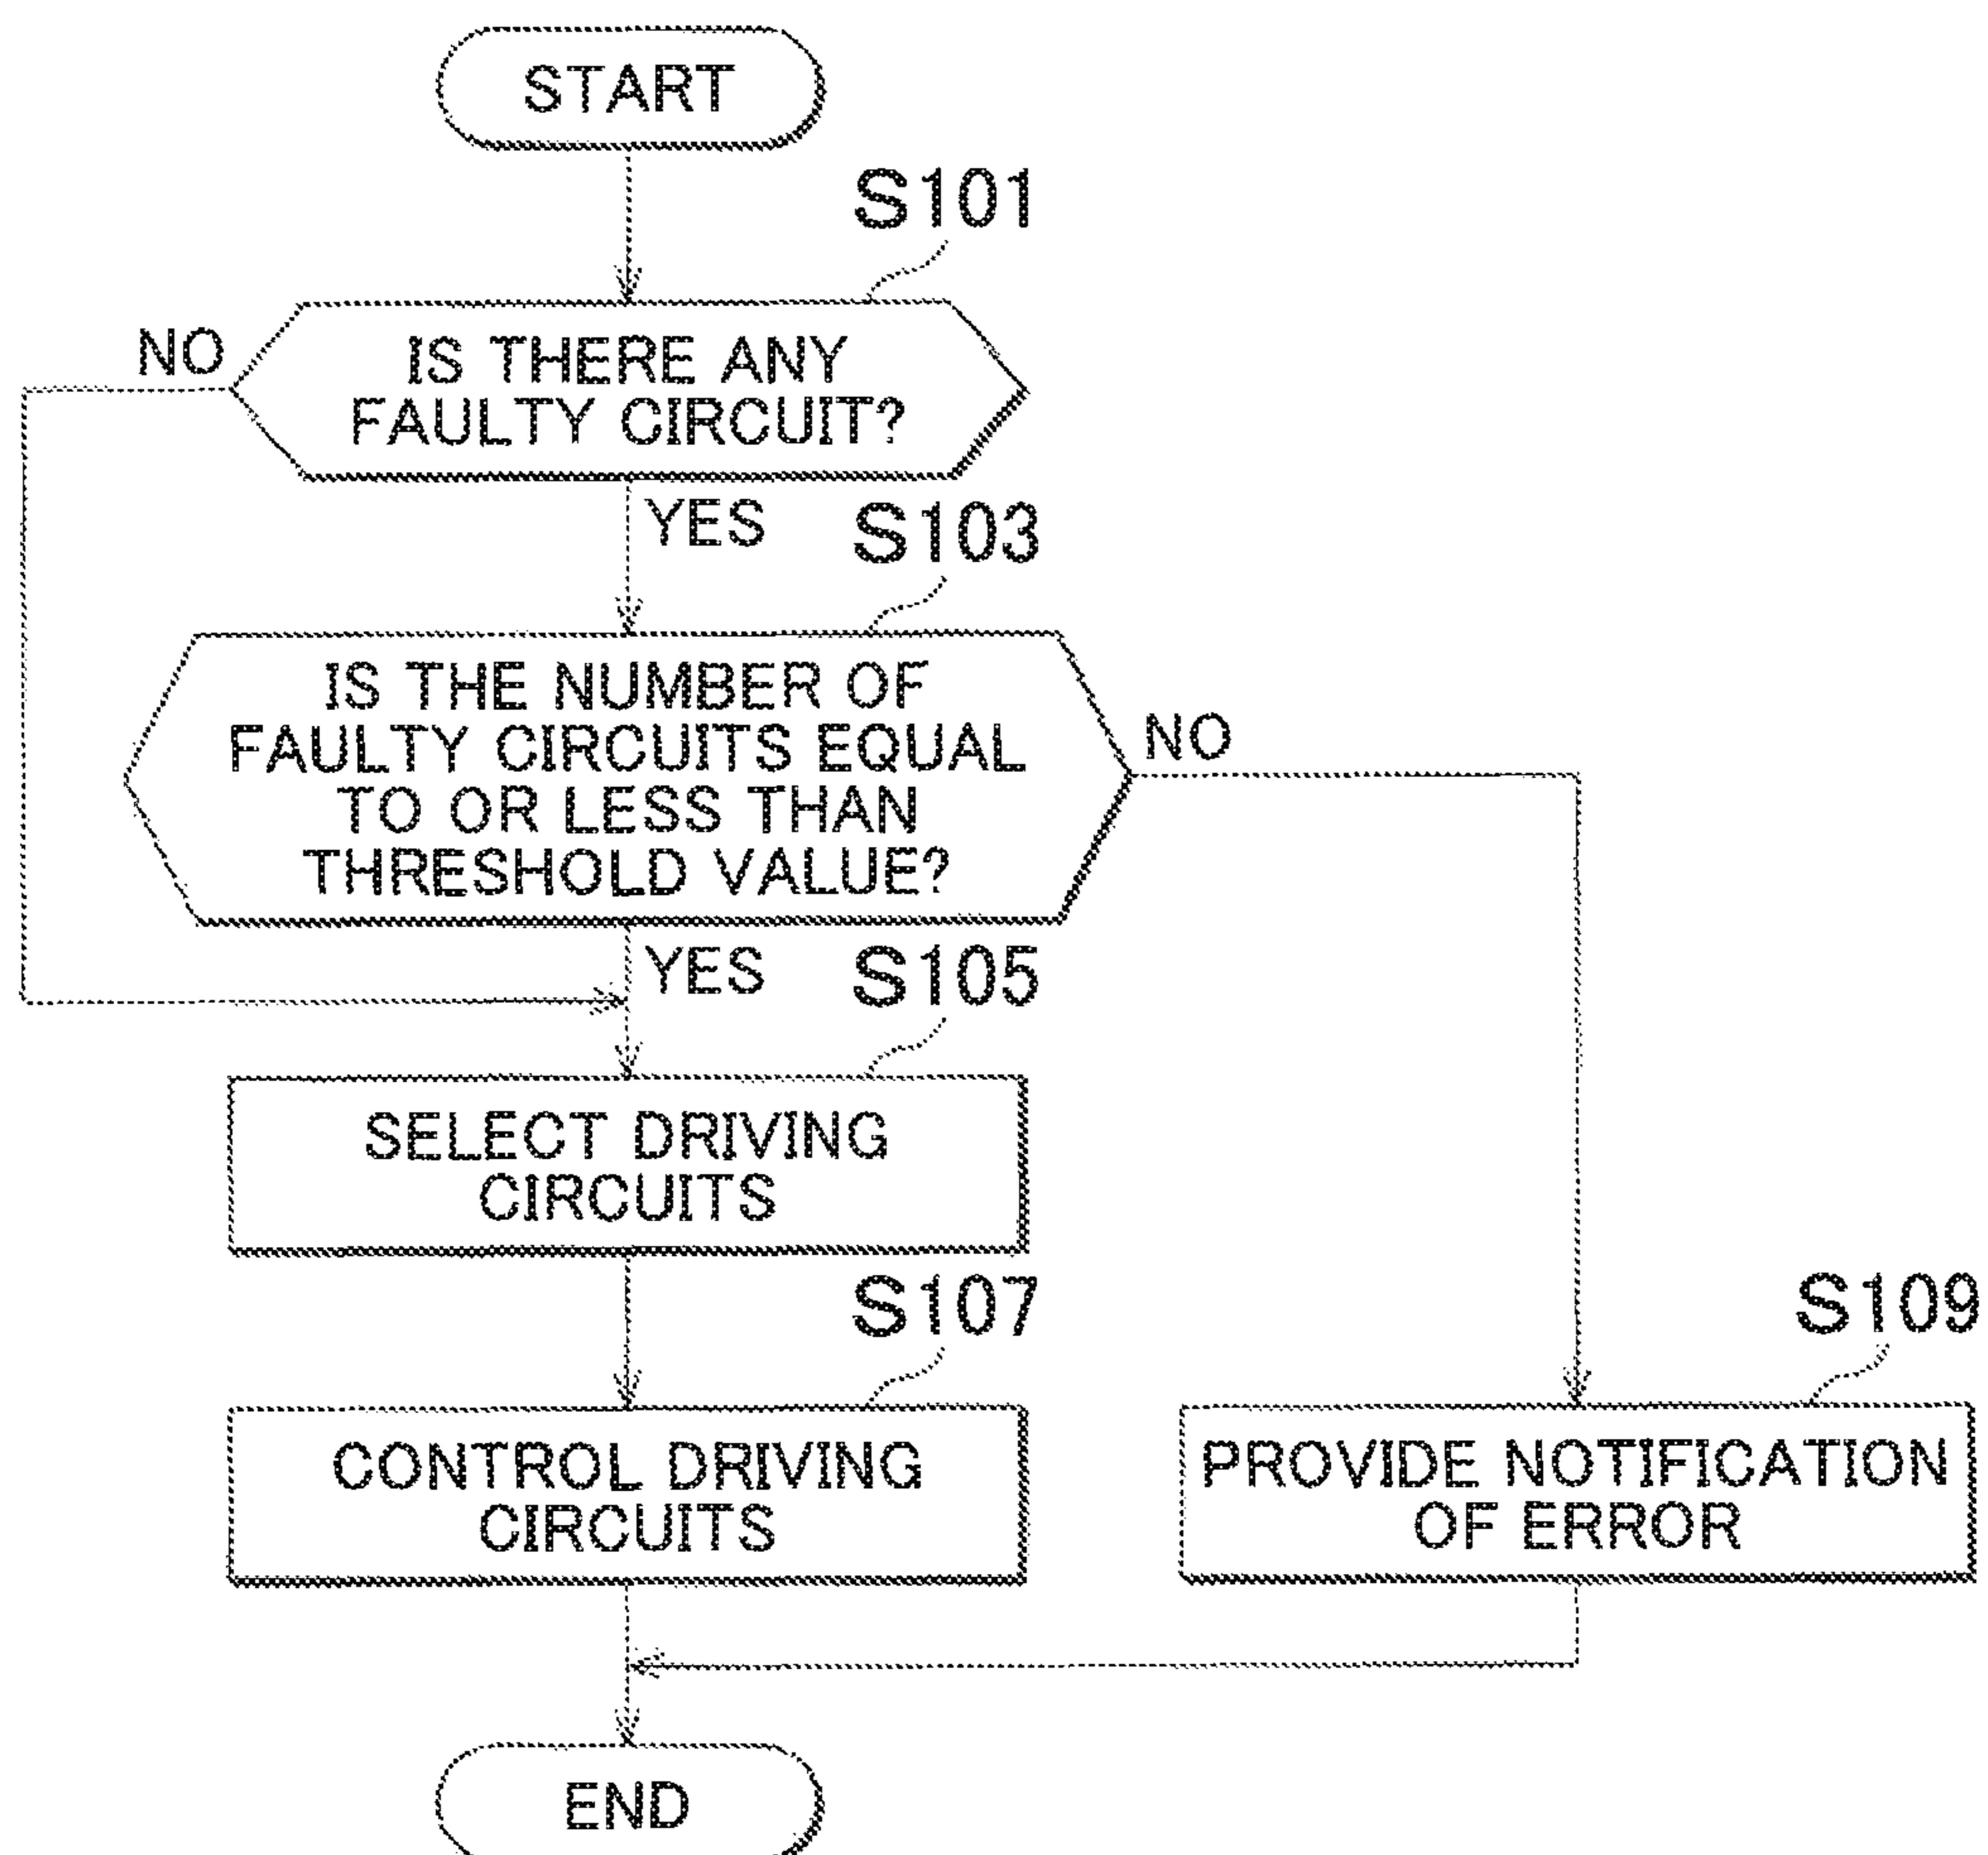 START
S101
NO
IS THERE ANY
FAULTY CIRCUIT?
YES
S103
IS THE NUMBER OF
FAULTY CIRCUITS EQUAL
TO OR LESS THAN
THRESHOLD VALUE?
NO
YES
S105
SELECT DRIVING
CIRCUITS
S107
CONTROL DRIVING
CIRCUITS
S109
PROVIDE NOTIFICATION
OF ERROR
END